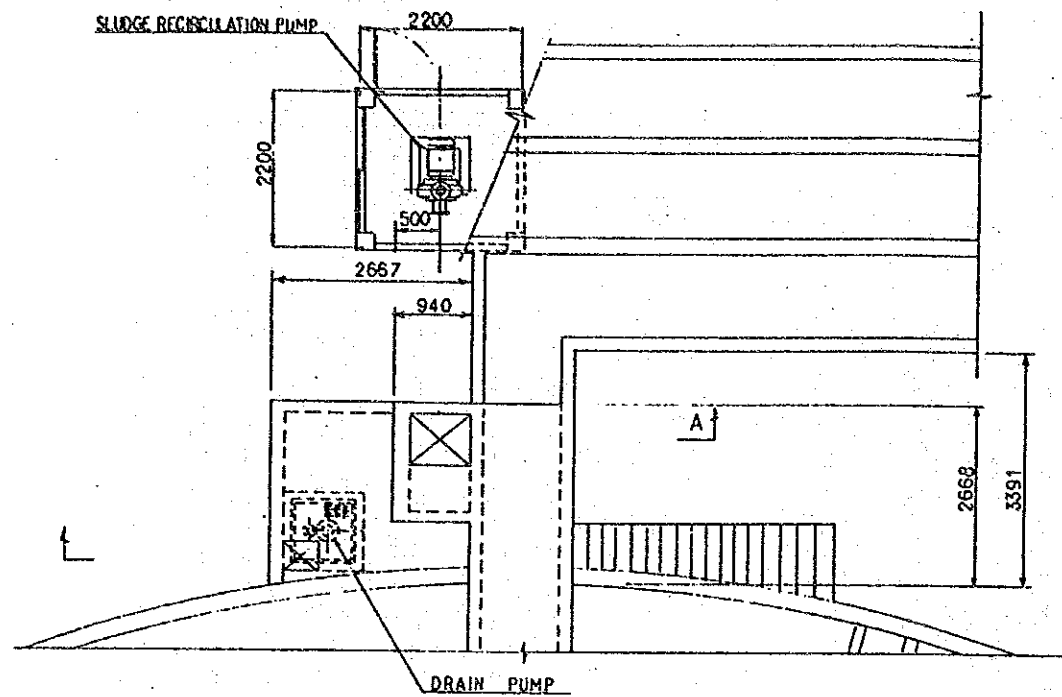 2200
SLUDGE RECIRCULATION PUMP
2200
500
2667
940
A
2668
3391
DRAIN PUMP